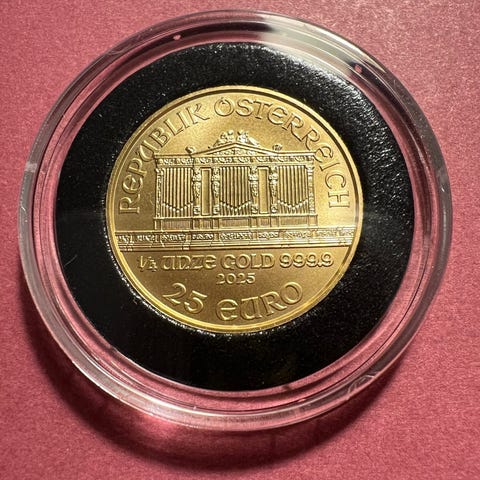 REPUBLIK ÖSTERREICH
1/4 UNZE GOLD 999.9
2025
25 EURO